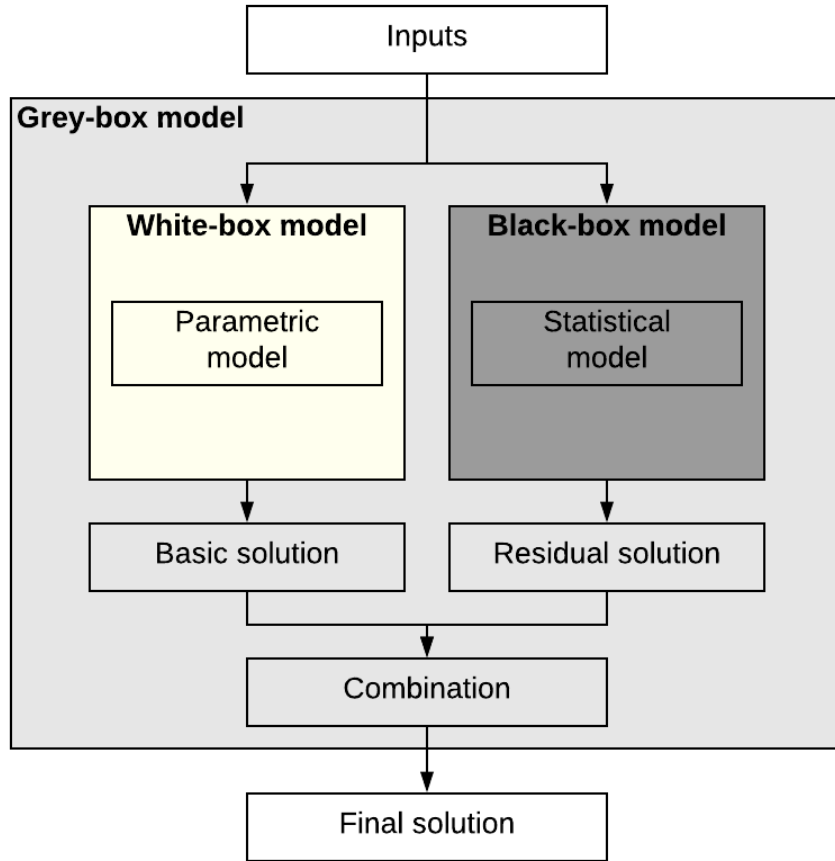 Inputs
Grey-box model
White-box model
Black-box model
Parametric
model
Statistical
model
Basic solution
Residual solution
Combination
Final solution